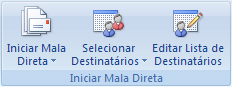 Iniciar Mala Direta
Selecionar Destinatários
Editar Lista de Destinatários
Iniciar Mala Direta